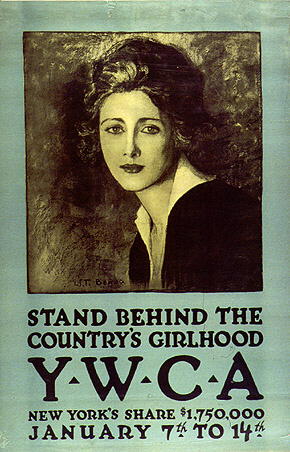 STAND BEHIND THE
COUNTRY'S GIRLHOOD
Y·W·C·A
NEW YORK'S SHARE $1,750,000
JANUARY 7th TO 14th